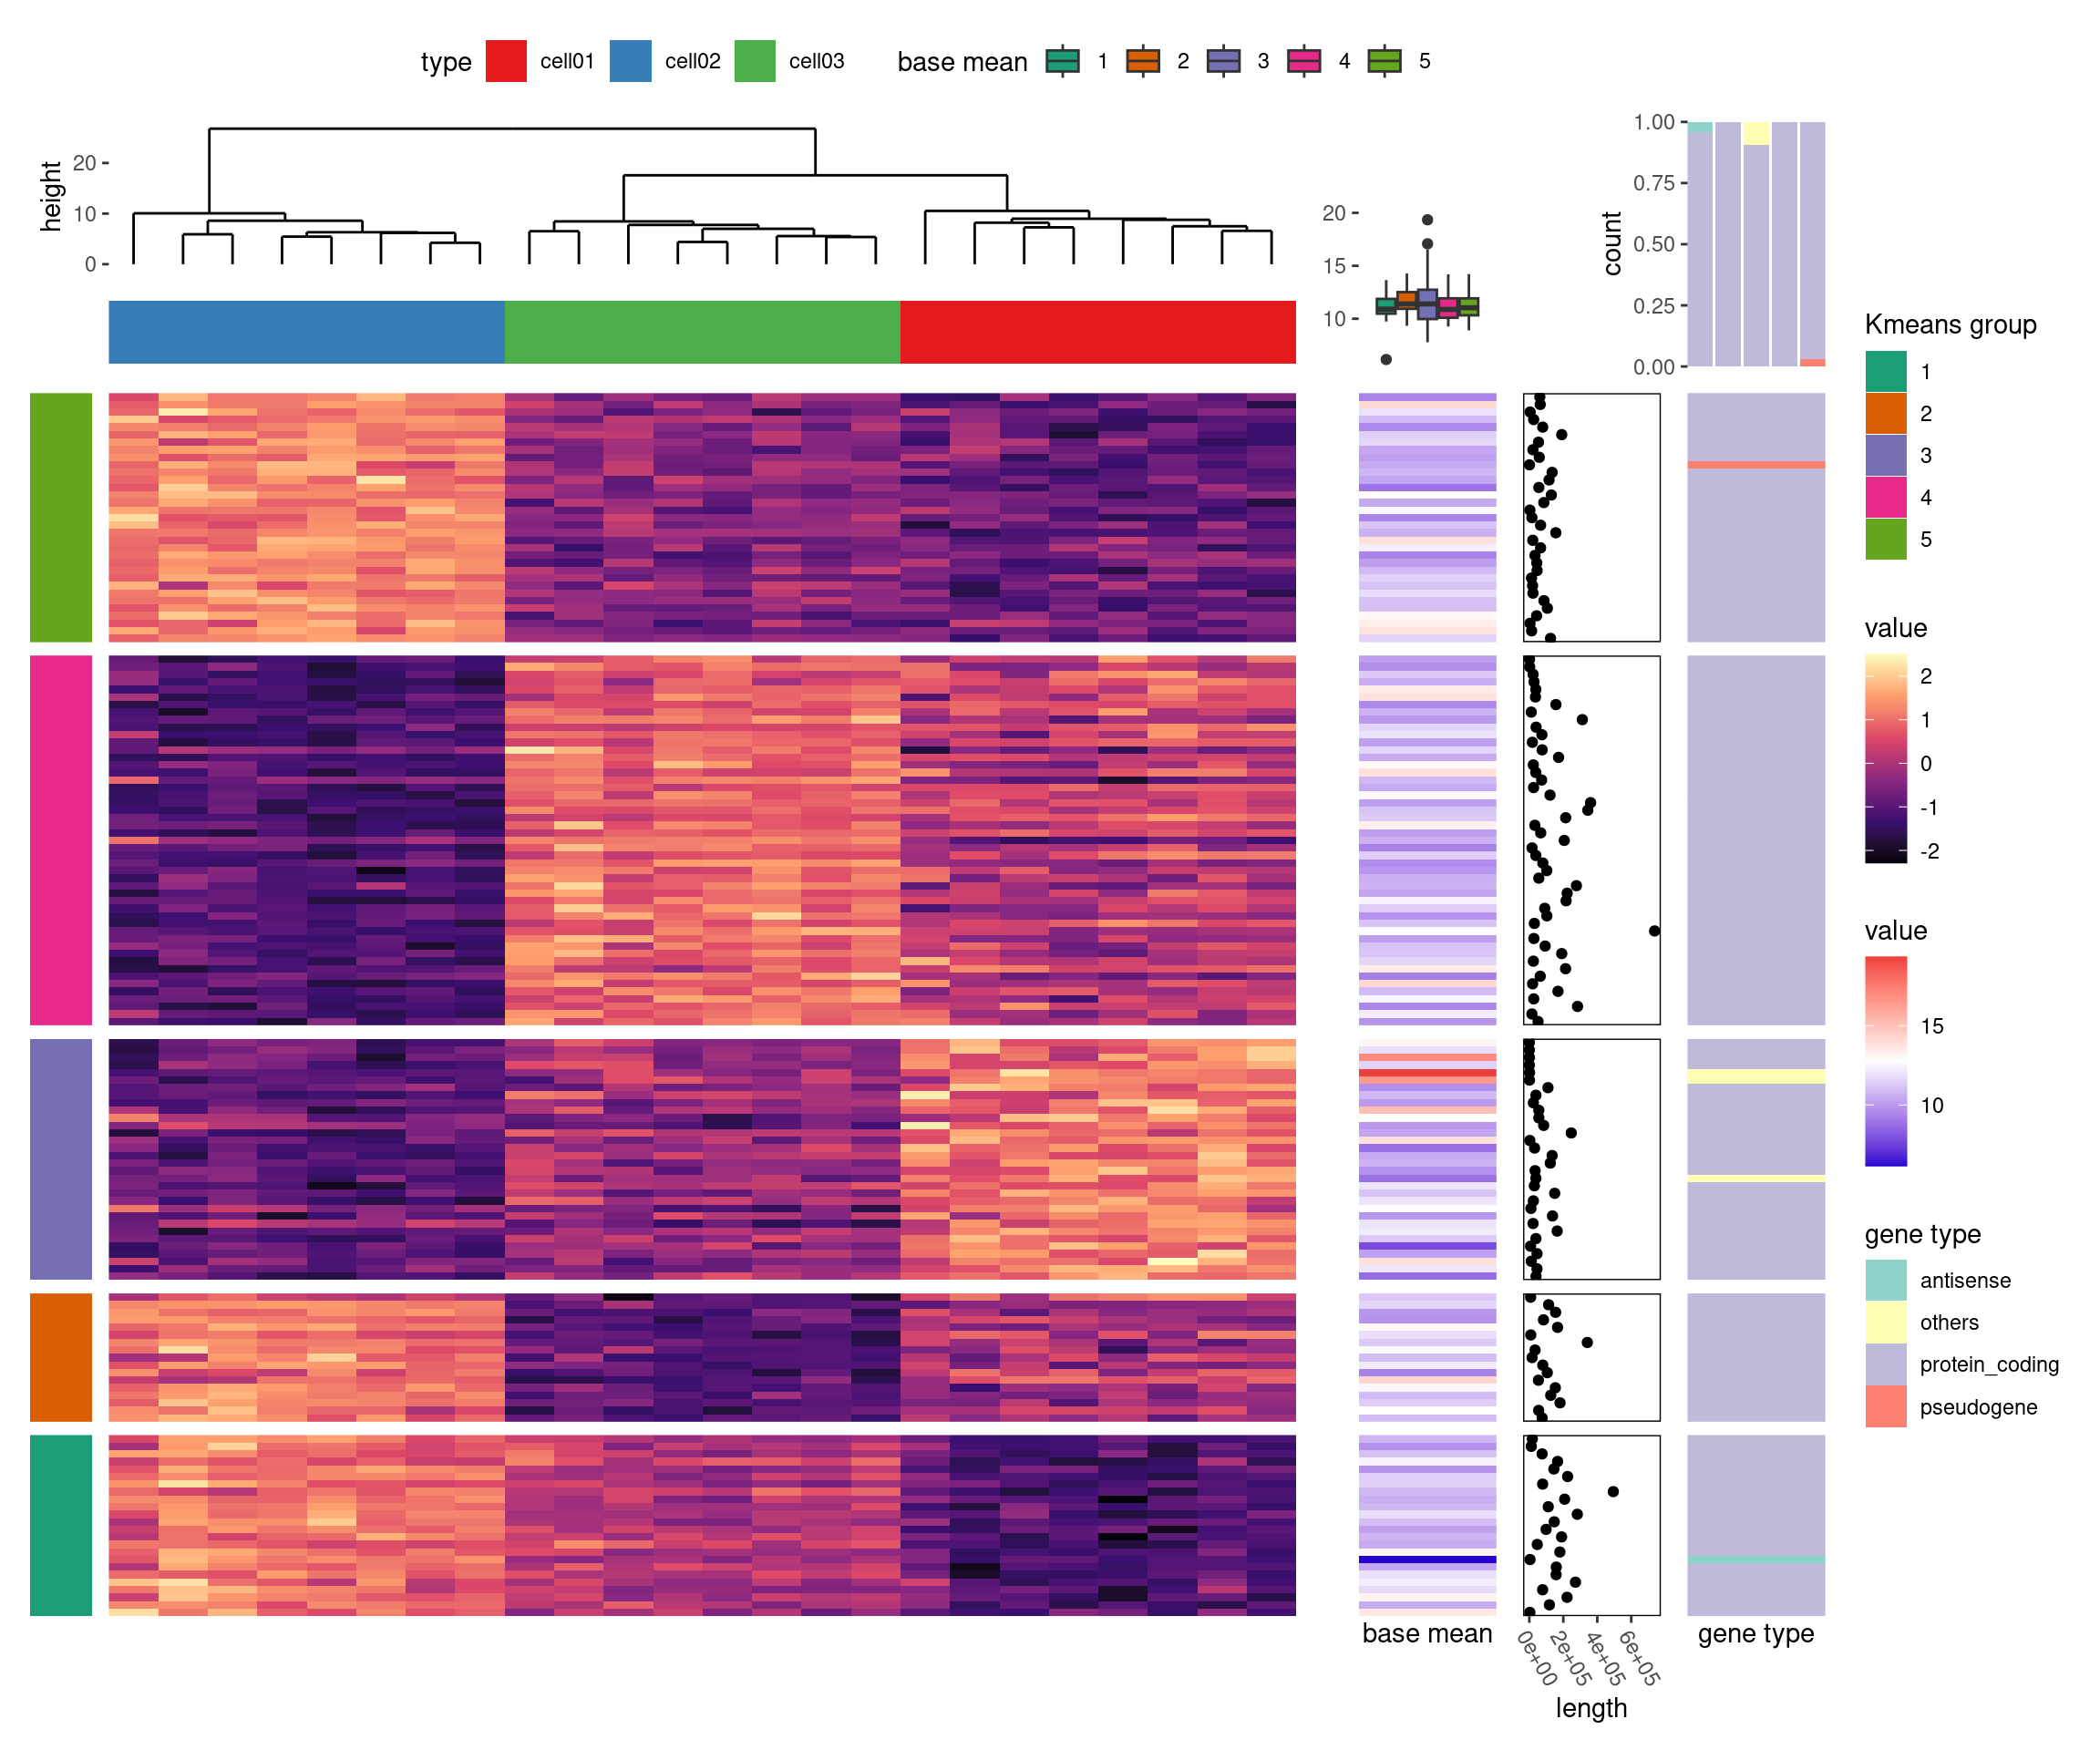 type cell01 cell02 cell03 base mean 1 2 3 4 5
height
20
10
0
20
15
10
count
1.00
0.75
0.50
0.25
0.00
Kmeans group
1
2
3
4
5
value
2
1
0
-1
-2
value
15
10
gene type
antisense
others
protein_coding
pseudogene
base mean
0e+00 2e+05 4e+05 6e+05
length
gene type